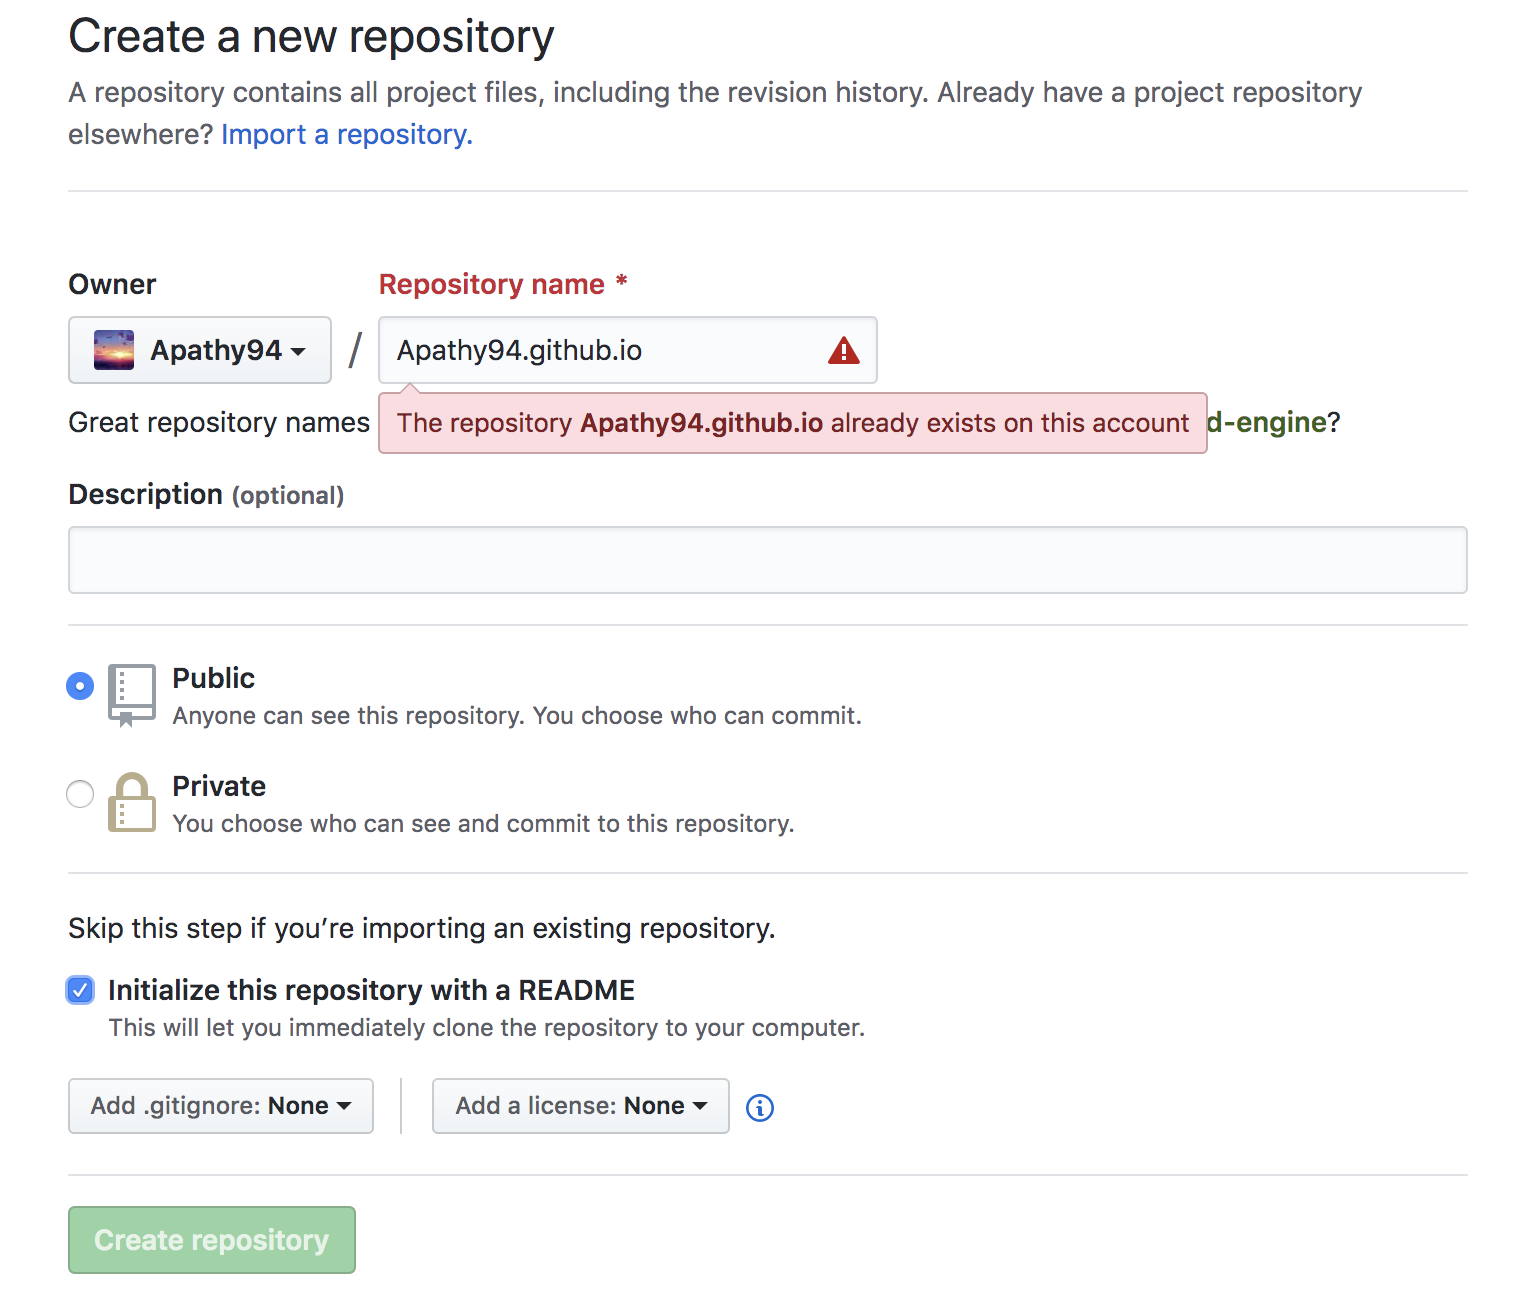 Create a new repository
A repository contains all project files, including the revision history. Already have a project repository
elsewhere? Import a repository.
Owner
Repository name *
Apathy94 / Apathy94.github.io
Great repository names
The repository Apathy94.github.io already exists on this account
d-engine?
Description (optional)
Public
Anyone can see this repository. You choose who can commit.
Private
You choose who can see and commit to this repository.
Skip this step if you’re importing an existing repository.
Initialize this repository with a README
This will let you immediately clone the repository to your computer.
Add .gitignore: None
Add a license: None
Create repository